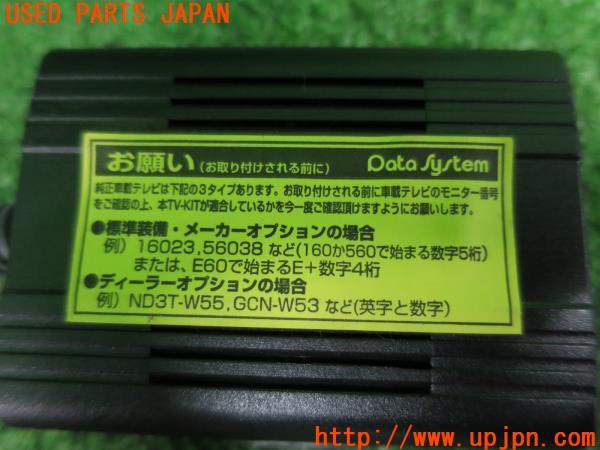 USED PARTS JAPAN
お願い(お取り付けされる前に) Data System
純正車載テレビは下記の3タイプあります。お取り付けされる前に車載テレビのモニター番号
をご確認の上、本TV-KITが適合しているかを今一度ご確認頂けますようにお願いします。
●標準装備・メーカーオプションの場合
例）16023,56038 など(160か560で始まる数字5桁)
または、E60で始まるE+数字4桁
●ディーラーオプションの場合
例）ND3T-W55,GCN-W53 など(英字と数字)
http://www.upjpn.com/